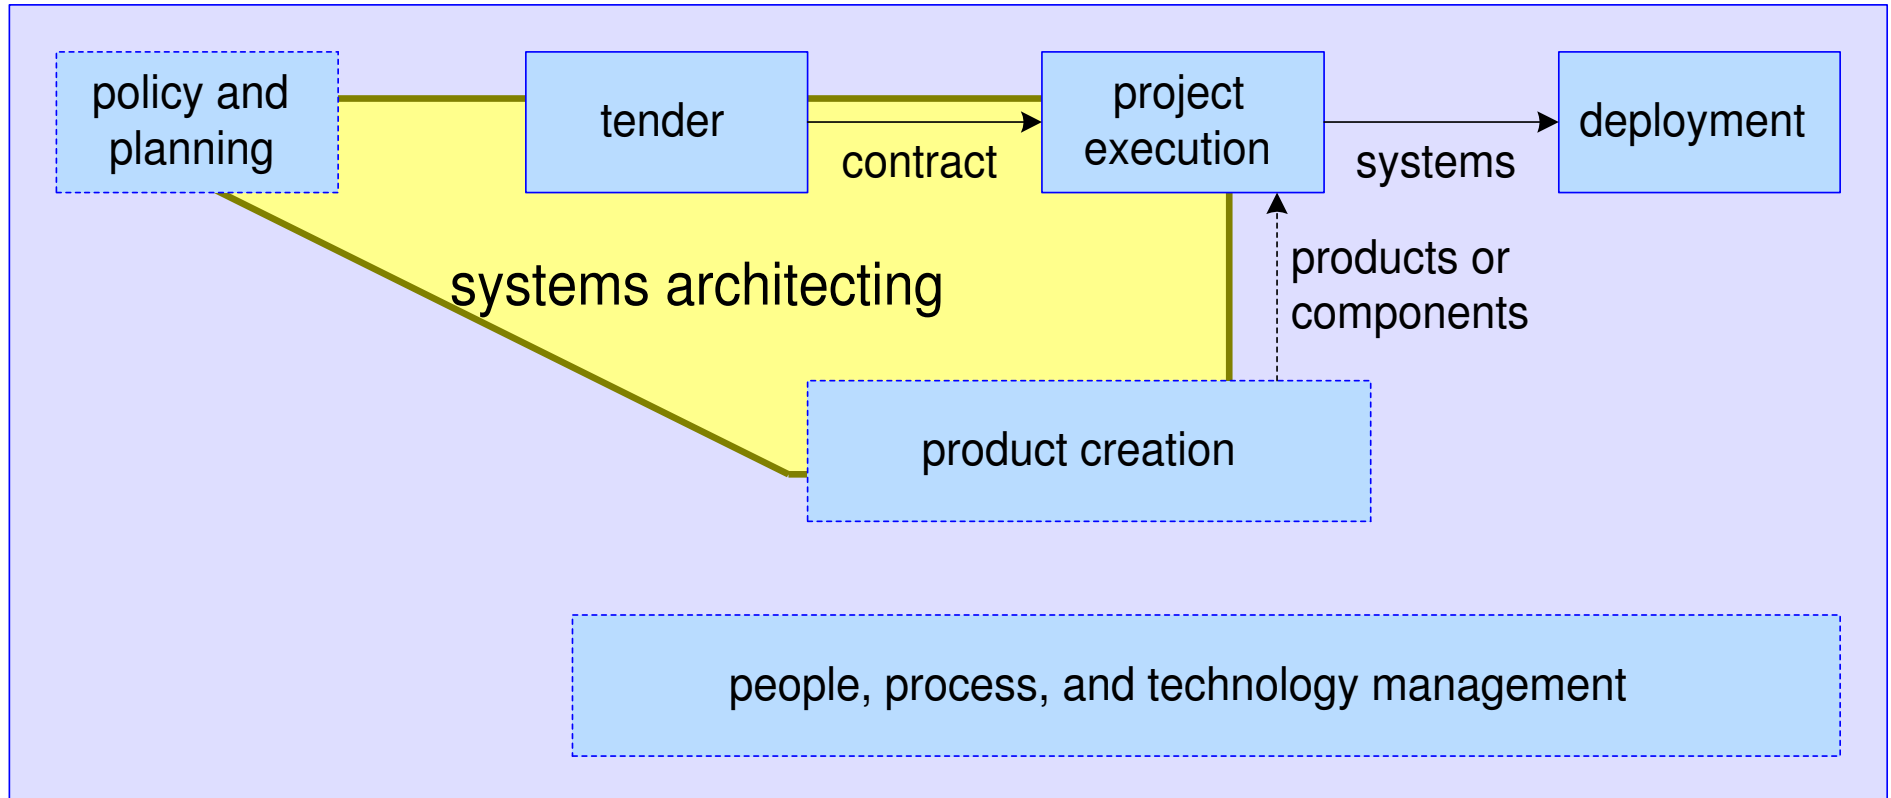 policy and
planning
tender
contract
project
execution
systems
deployment
systems architecting
products or
components
product creation
people, process, and technology management